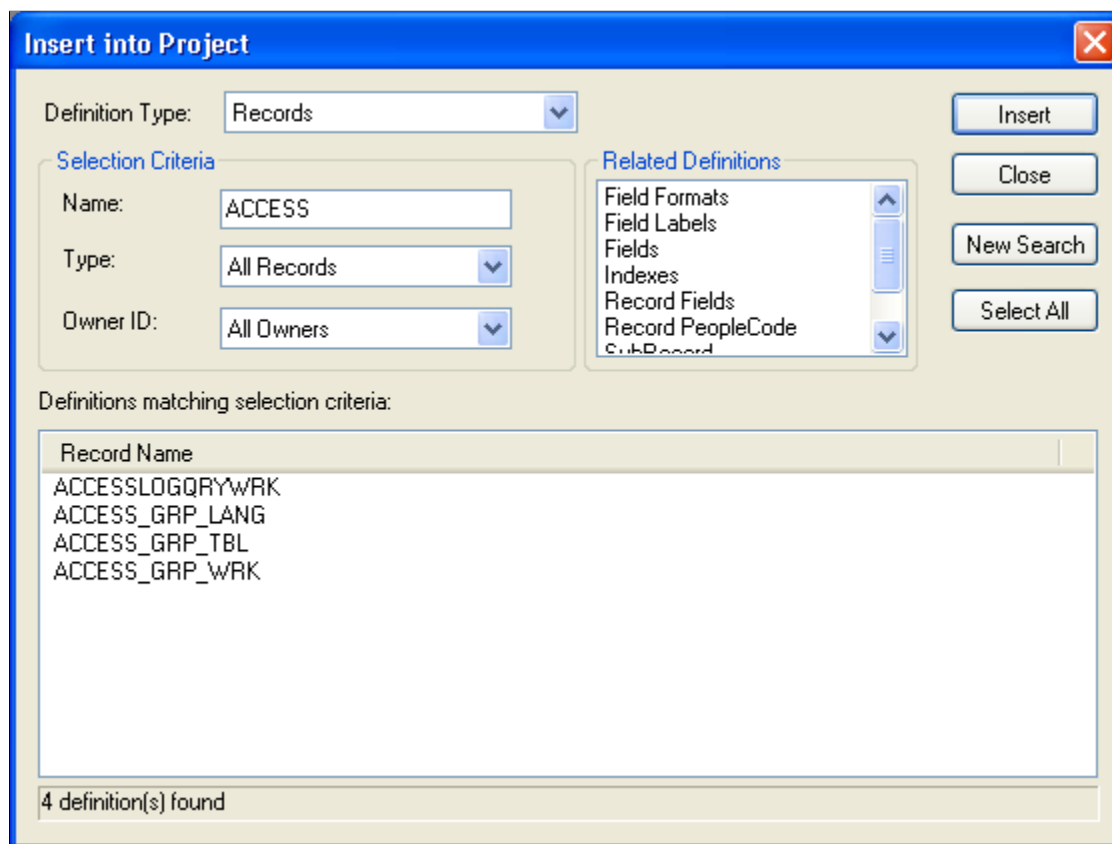 Insert into Project
Definition Type: Records
Insert
Selection Criteria
Name: ACCESS
Type: All Records
Owner ID: All Owners
Related Definitions
Field Formats
Field Labels
Fields
Indexes
Record Fields
Record PeopleCode
SubRecord
Close
New Search
Select All
Definitions matching selection criteria:
Record Name
ACCESSLOGQRYWRK
ACCESS_GRP_LANG
ACCESS_GRP_TBL
ACCESS_GRP_WRK
4 definition(s) found